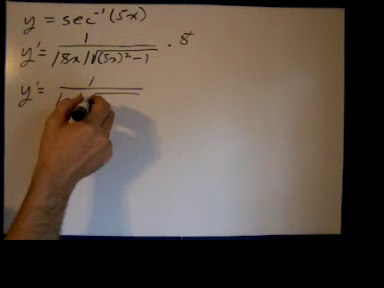 y = sec⁻¹(5x)
y' = 1 / |5x|√((5x)²-1) · 5
y' = 1